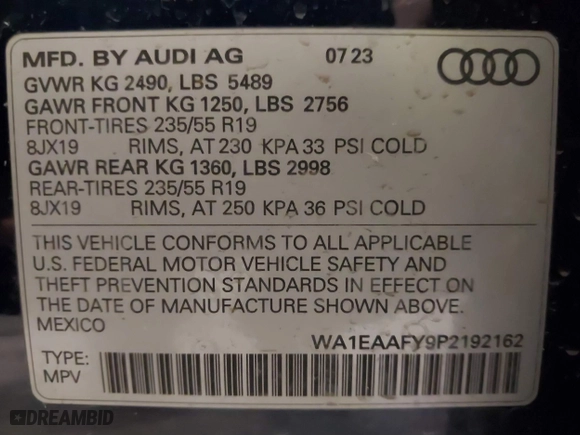 MFD. BY AUDI AG 07 23
GVWR KG 2490, LBS 5489
GAWR FRONT KG 1250, LBS 2756
FRONT-TIRES 235/55 R19
8JX19 RIMS, AT 230 KPA 33 PSI COLD
GAWR REAR KG 1360, LBS 2998
REAR-TIRES 235/55 R19
8JX19 RIMS, AT 250 KPA 36 PSI COLD
THIS VEHICLE CONFORMS TO ALL APPLICABLE
U.S. FEDERAL MOTOR VEHICLE SAFETY AND
THEFT PREVENTION STANDARDS IN EFFECT ON
THE DATE OF MANUFACTURE SHOWN ABOVE.
MEXICO
WA1EAAFY9P2192162
TYPE:
MPV
DREAMBID